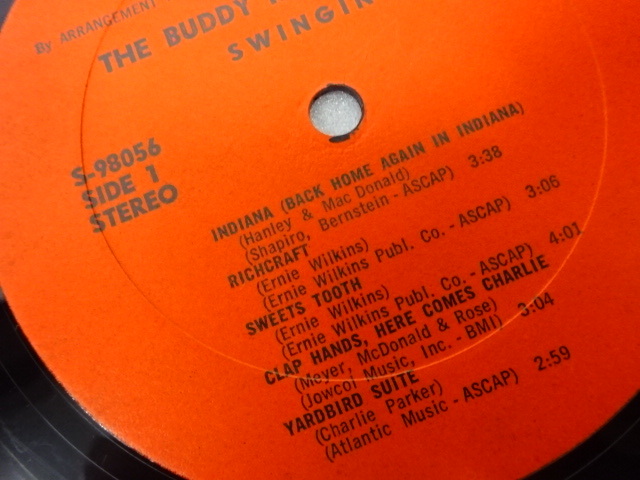 By ARRANGEMENT
THE BUDDY
SWINGIN
S-98056
SIDE 1
STEREO
INDIANA (BACK HOME AGAIN IN INDIANA)
(Hanley & Mac Donald)
(Shapiro, Bernstein - ASCAP) 3:38
RICHCRAFT
(Ernie Wilkins)
(Ernie Wilkins Publ. Co. - ASCAP) 3:06
SWEETS TOOTH
(Ernie Wilkins)
(Ernie Wilkins Publ. Co. - ASCAP) 4:01
CLAP HANDS, HERE COMES CHARLIE
(Meyer, McDonald & Rose)
(Jowcol Music, Inc. - BMI) 3:04
YARDBIRD SUITE
(Charlie Parker)
(Atlantic Music - ASCAP) 2:59